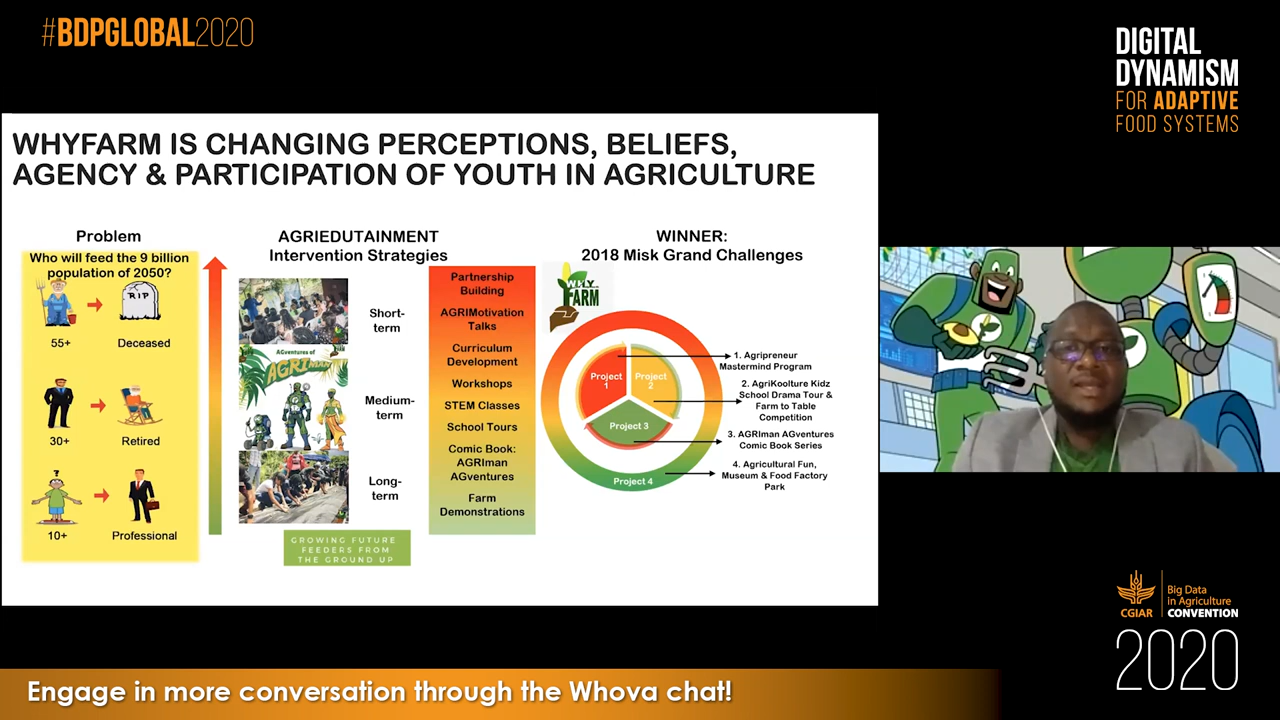 #BDPGLOBAL2020
DIGITAL
DYNAMISM
FOR ADAPTIVE
FOOD SYSTEMS
WHYFARM IS CHANGING PERCEPTIONS, BELIEFS,
AGENCY & PARTICIPATION OF YOUTH IN AGRICULTURE
Problem
Who will feed the 9 billion
population of 2050?
RIP
55+
Deceased
30+
Retired
?
10+
Professional
AGRIEDUTAINMENT
Intervention Strategies
AGventures of
AGRIMAN
Short-
term
Medium-
term
Long-
term
GROWING FUTURE
FEEDERS FROM
THE GROUND UP
Partnership
Building
AGRIMotivation
Talks
Curriculum
Development
Workshops
STEM Classes
School Tours
Comic Book:
AGRIman
AGventures
Farm
Demonstrations
WINNER:
2018 Misk Grand Challenges
WHY
FARM
Project
1
Project
2
Project 3
Project 4
1. Agripreneur
Mastermind Program
2. AgriKoolture Kidz
School Drama Tour &
Farm to Table
Competition
3. AGRIman AGventures
Comic Book Series
4. Agricultural Fun,
Museum & Food Factory
Park
CGIAR
Big Data
in Agriculture
CONVENTION
2020
Engage in more conversation through the Whova chat!